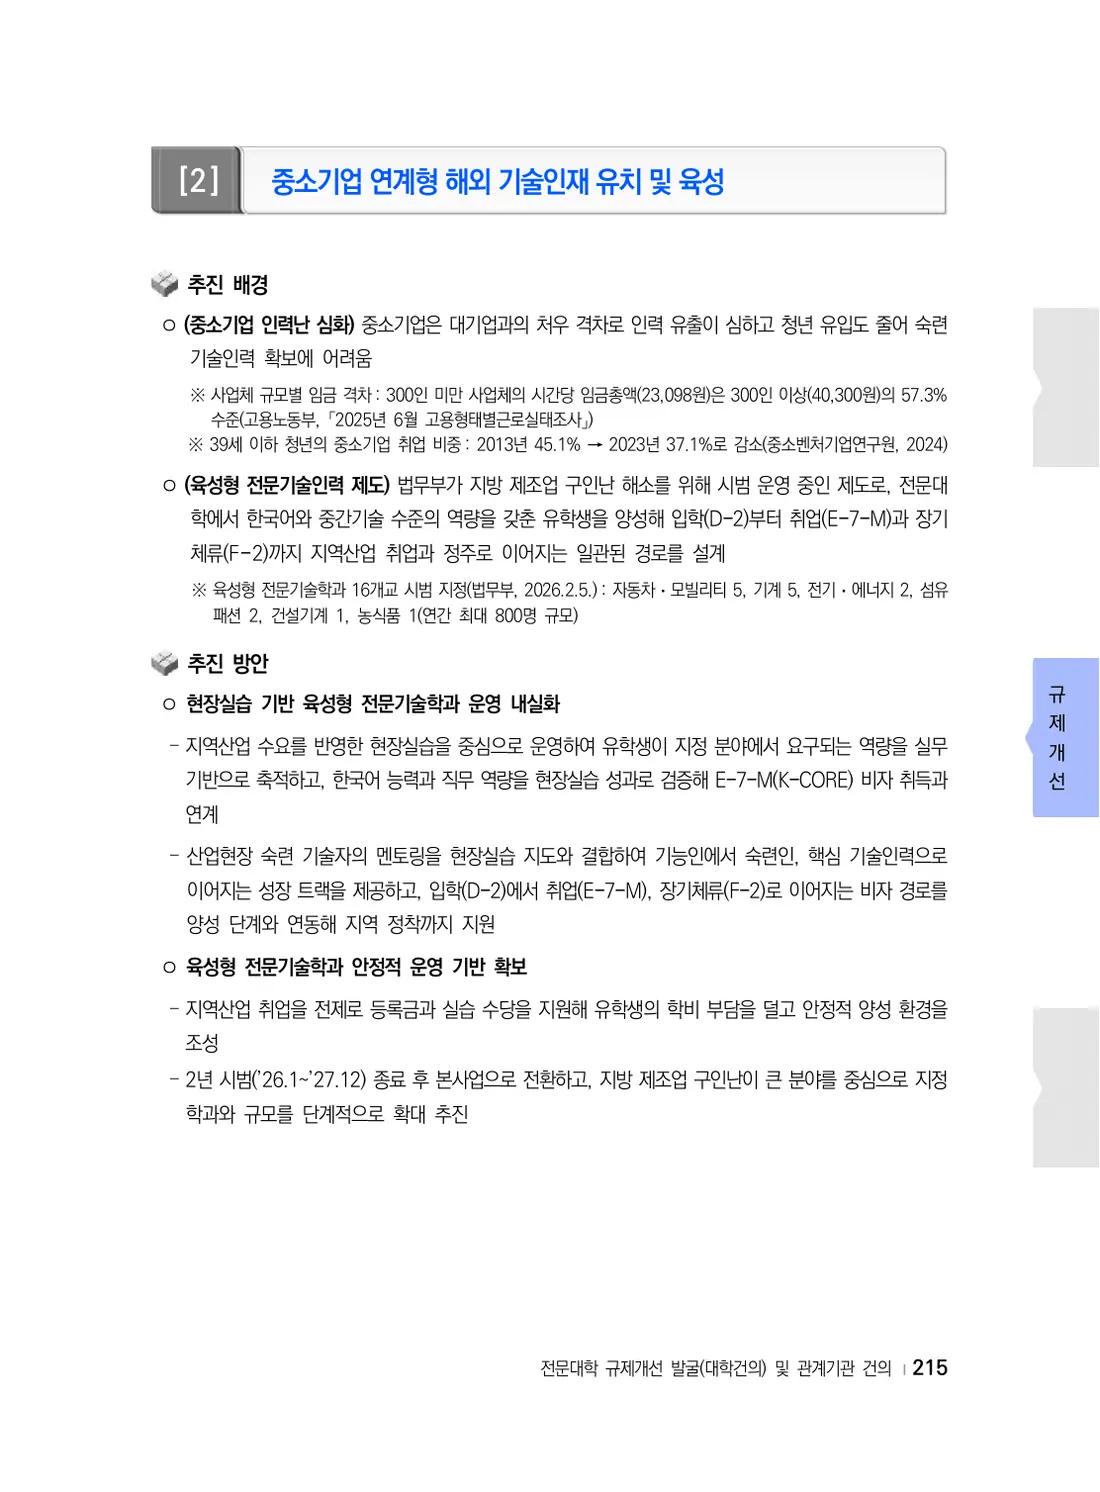 [2] 중소기업 연계형 해외 기술인재 유치 및 육성
추진 배경
○ (중소기업 인력난 심화) 중소기업은 대기업과의 처우 격차로 인력 유출이 심하고 청년 유입도 줄어 숙련
기술인력 확보에 어려움
※ 사업체 규모별 임금 격차 : 300인 미만 사업체의 시간당 임금총액(23,098원)은 300인 이상(40,300원)의 57.3%
수준(고용노동부, 「2025년 6월 고용형태별근로실태조사」)
※ 39세 이하 청년의 중소기업 취업 비중 : 2013년 45.1% → 2023년 37.1%로 감소(중소벤처기업연구원, 2024)
○ (육성형 전문기술인력 제도) 법무부가 지방 제조업 구인난 해소를 위해 시범 운영 중인 제도로, 전문대
학에서 한국어와 중간기술 수준의 역량을 갖춘 유학생을 양성해 입학(D-2)부터 취업(E-7-M)과 장기
체류(F-2)까지 지역산업 취업과 정주로 이어지는 일관된 경로를 설계
※ 육성형 전문기술학과 16개교 시범 지정(법무부, 2026.2.5.) : 자동차·모빌리티 5, 기계 5, 전기·에너지 2, 섬유
패션 2, 건설기계 1, 농식품 1(연간 최대 800명 규모)
추진 방안
○ 현장실습 기반 육성형 전문기술학과 운영 내실화
- 지역산업 수요를 반영한 현장실습을 중심으로 운영하여 유학생이 지정 분야에서 요구되는 역량을 실무
기반으로 축적하고, 한국어 능력과 직무 역량을 현장실습 성과로 검증해 E-7-M(K-CORE) 비자 취득과
연계
- 산업현장 숙련 기술자의 멘토링을 현장실습 지도와 결합하여 기능인에서 숙련인, 핵심 기술인력으로
이어지는 성장 트랙을 제공하고, 입학(D-2)에서 취업(E-7-M), 장기체류(F-2)로 이어지는 비자 경로를
양성 단계와 연동해 지역 정착까지 지원
○ 육성형 전문기술학과 안정적 운영 기반 확보
- 지역산업 취업을 전제로 등록금과 실습 수당을 지원해 유학생의 학비 부담을 덜고 안정적 양성 환경을
조성
- 2년 시범('26.1~'27.12) 종료 후 본사업으로 전환하고, 지방 제조업 구인난이 큰 분야를 중심으로 지정
학과와 규모를 단계적으로 확대 추진
규
제
개
선
전문대학 규제개선 발굴(대학건의) 및 관계기관 건의 | 215